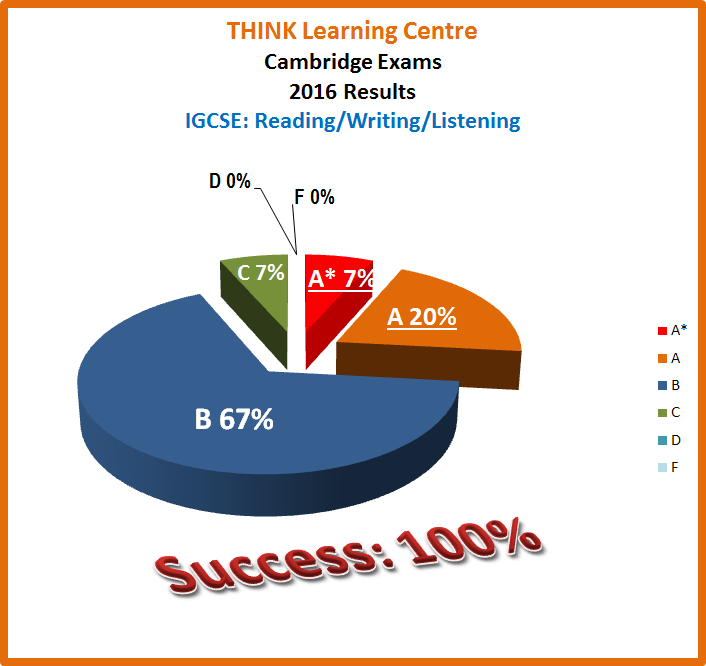 THINK Learning Centre
Cambridge Exams
2016 Results
IGCSE: Reading/Writing/Listening
D 0%
F 0%
C 7%
A* 7%
A 20%
B 67%
A*
A
B
C
D
F
Success: 100%